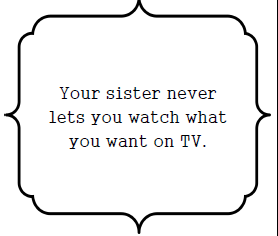 Your sister never
lets you watch what
you want on TV.